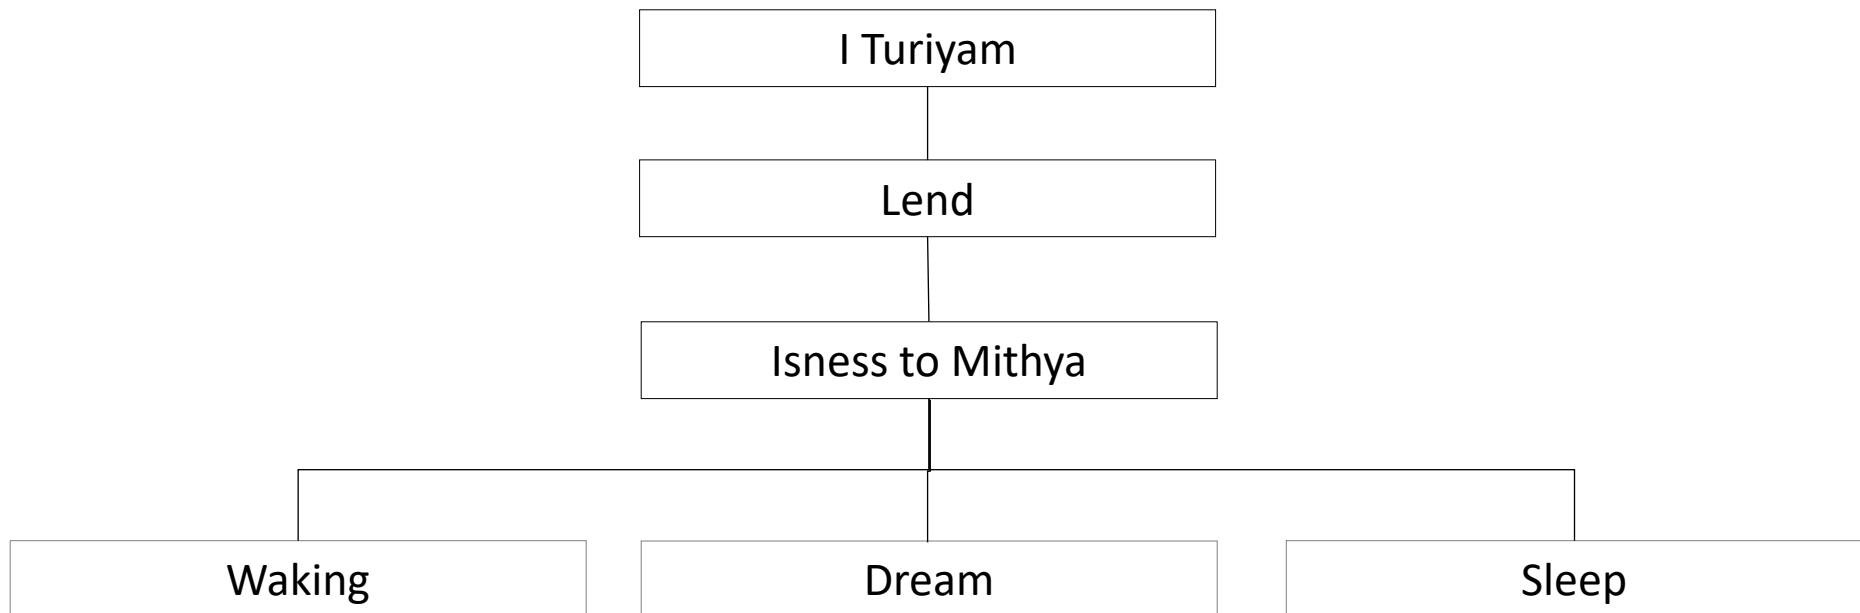 I Turiyam
Lend
Isness to Mithya
Waking
Dream
Sleep